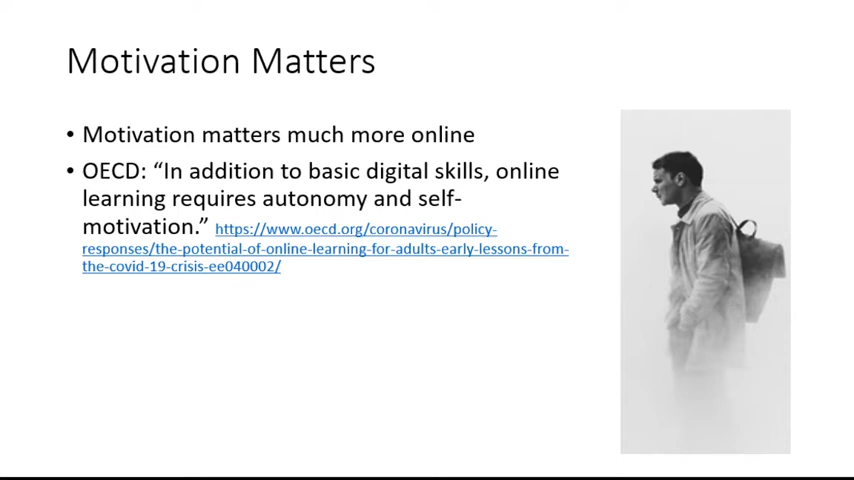 Motivation Matters
• Motivation matters much more online
• OECD: “In addition to basic digital skills, online
learning requires autonomy and self-
motivation.” https://www.oecd.org/coronavirus/policy-
responses/the-potential-of-online-learning-for-adults-early-lessons-from-
the-covid-19-crisis-ee040002/